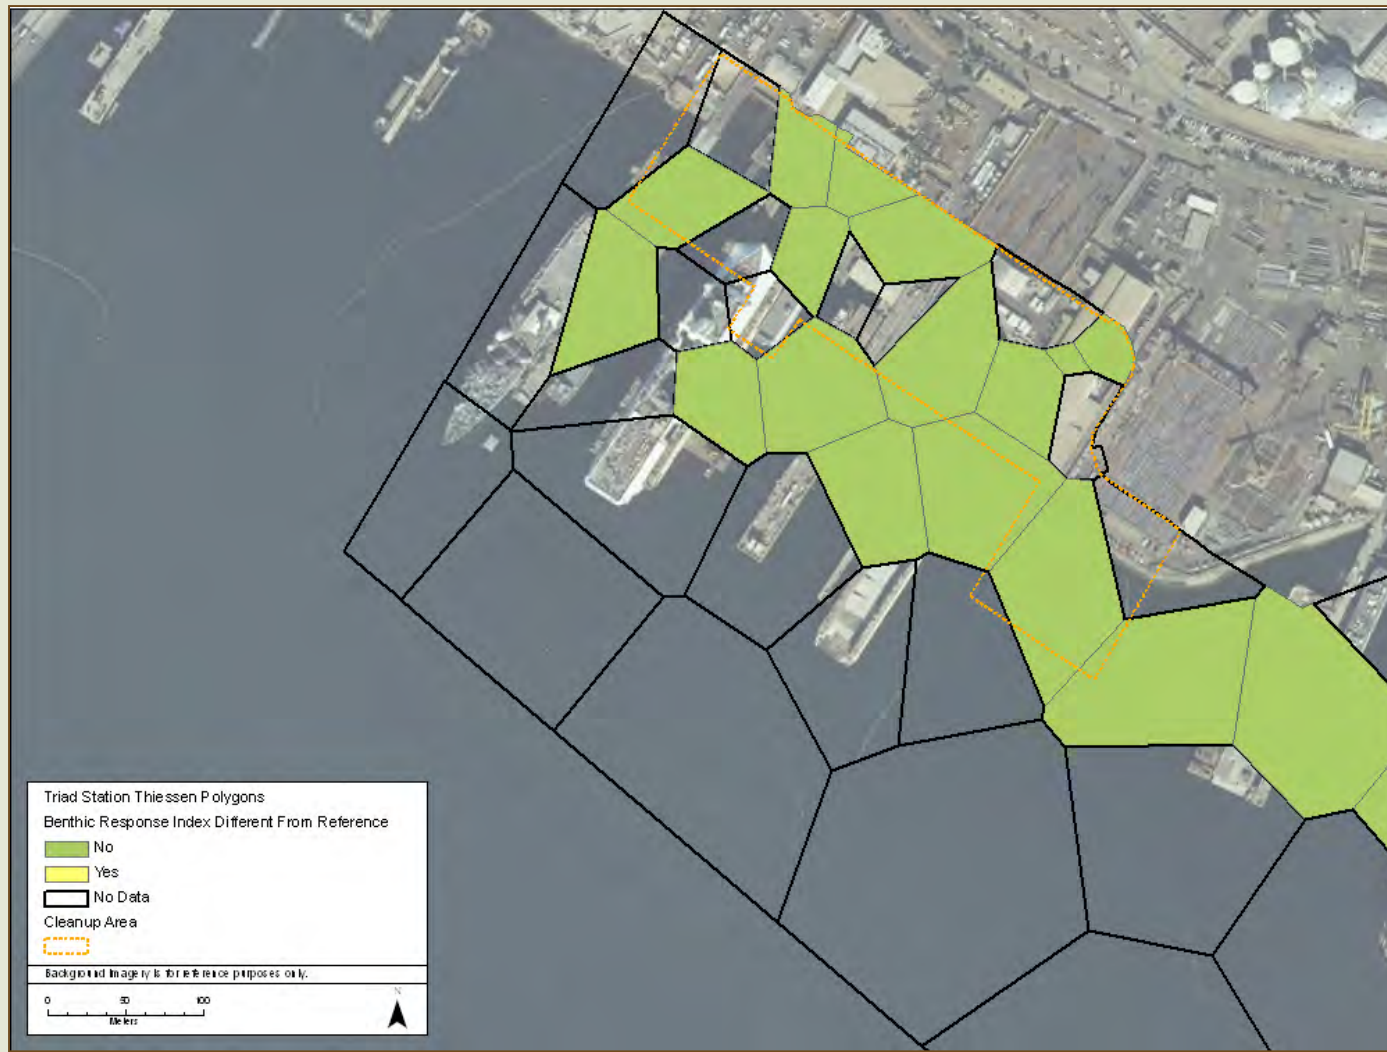 Triad Station Thiessen Polygons
Benthic Response Index Different From Reference
No
Yes
No Data
Cleanup Area
Background Imagery is for reference purposes only.
0 50 100
Meters
N